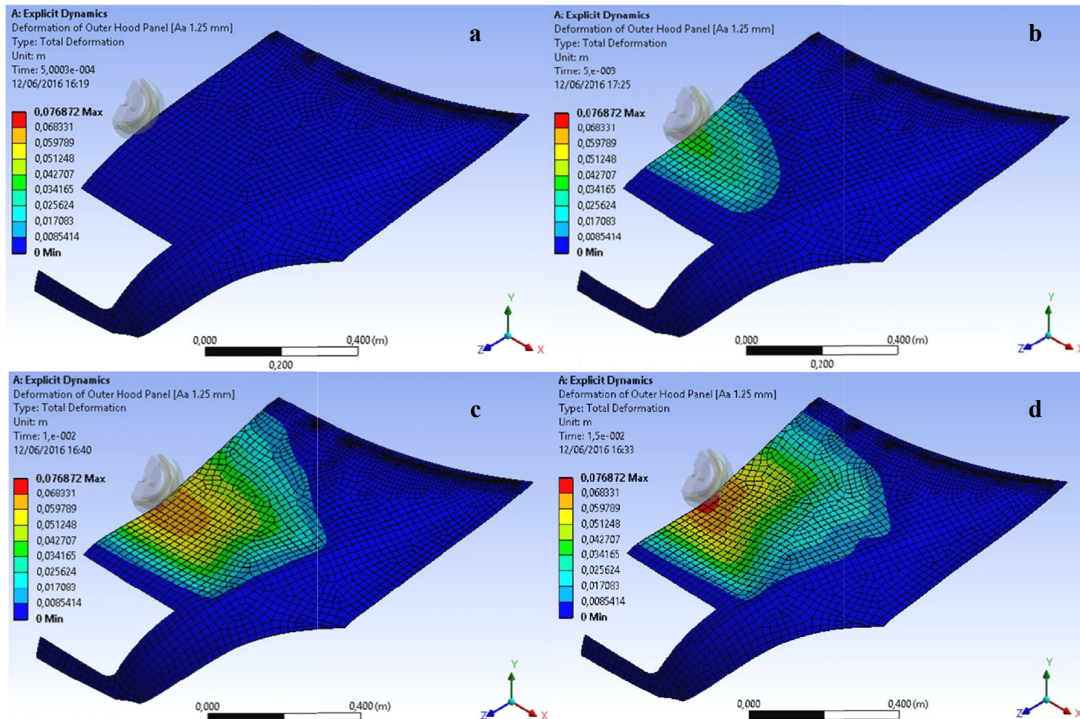 A: Explicit Dynamics
Deformation of Outer Hood Panel [Aa 1.25 mm]
Type: Total Deformation
Unit: m
Time: 5,0003e-004
12/06/2016 16:19
a
0,076872 Max
0,068331
0,059789
0,051248
0,042707
0,034165
0,025624
0,017083
0,0085414
0 Min
0,000
0,400 (m)
0,200
Y
Z
X
A: Explicit Dynamics
Deformation of Outer Hood Panel [Aa 1.25 mm]
Type: Total Deformation
Unit: m
Time: 5,e-003
12/06/2016 17:25
b
0,076872 Max
0,068331
0,059789
0,051248
0,042707
0,034165
0,025624
0,017083
0,0085414
0 Min
0,000
0,400 (m)
0,200
Y
Z
X
A: Explicit Dynamics
Deformation of Outer Hood Panel [Aa 1.25 mm]
Type: Total Deformation
Unit: m
Time: 1,e-002
12/06/2016 16:40
c
0,076872 Max
0,068331
0,059789
0,051248
0,042707
0,034165
0,025624
0,017083
0,0085414
0 Min
0,000
0,400 (m)
Y
Z
X
A: Explicit Dynamics
Deformation of Outer Hood Panel [Aa 1.25 mm]
Type: Total Deformation
Unit: m
Time: 1,5e-002
12/06/2016 16:33
d
0,076872 Max
0,068331
0,059789
0,051248
0,042707
0,034165
0,025624
0,017083
0,0085414
0 Min
0,000
0,400 (m)
Y
Z
X